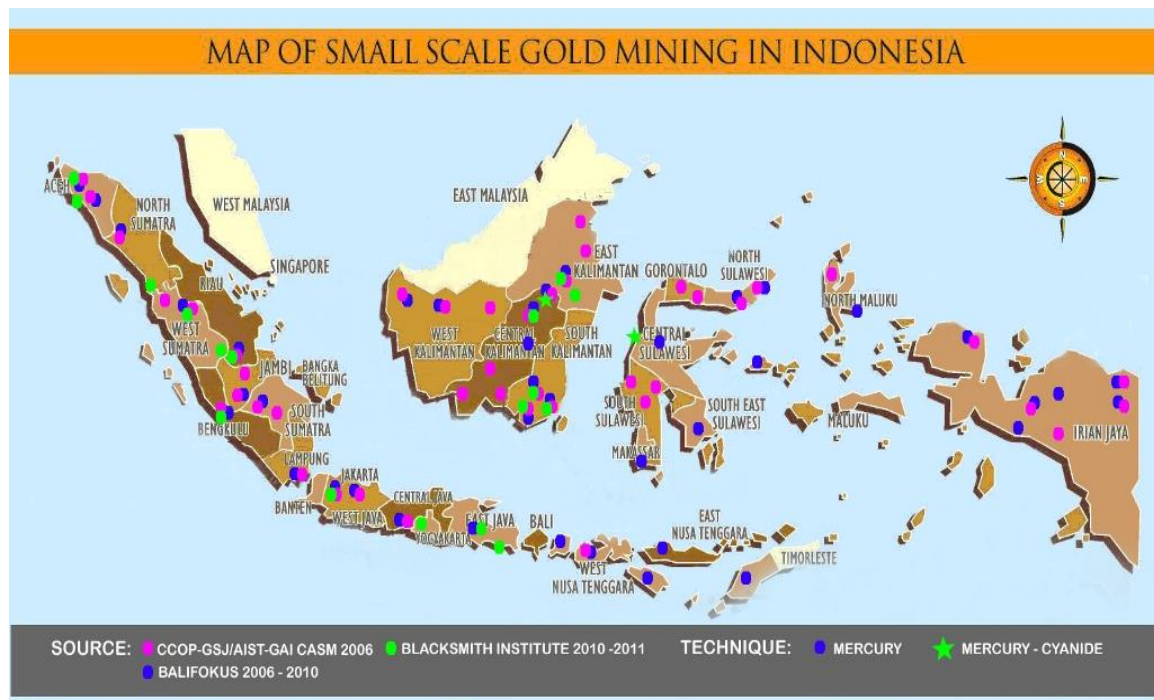 MAP OF SMALL SCALE GOLD MINING IN INDONESIA
ACEH
NORTH
SUMATRA
WEST MALAYSIA
EAST MALAYSIA
SINGAPORE
RIAU
WEST
SUMATRA
JAMBI
BANGKA
BELITUNG
SOUTH
SUMATRA
BENGKULU
LAMPUNG
BANTEN
JAKARTA
WEST JAVA
CENTRAL JAVA
YOGYAKARTA
EAST JAVA
BALI
WEST
NUSA TENGGARA
EAST
NUSA TENGGARA
TIMORLESTE
WEST
KALIMANTAN
CENTRAL
KALIMANTAN
SOUTH
KALIMANTAN
EAST
KALIMANTAN
GORONTALO
NORTH
SULAWESI
CENTRAL
SULAWESI
SOUTH
SULAWESI
SOUTH EAST
SULAWESI
MAKASSAR
NORTH MALUKU
MALUKU
IRIAN JAYA
N
E
S
W
SOURCE: CCOP-GSJ/AIST-GAI CASM 2006 BLACKSMITH INSTITUTE 2010 -2011 TECHNIQUE: MERCURY MERCURY - CYANIDE
BALIFOKUS 2006 - 2010